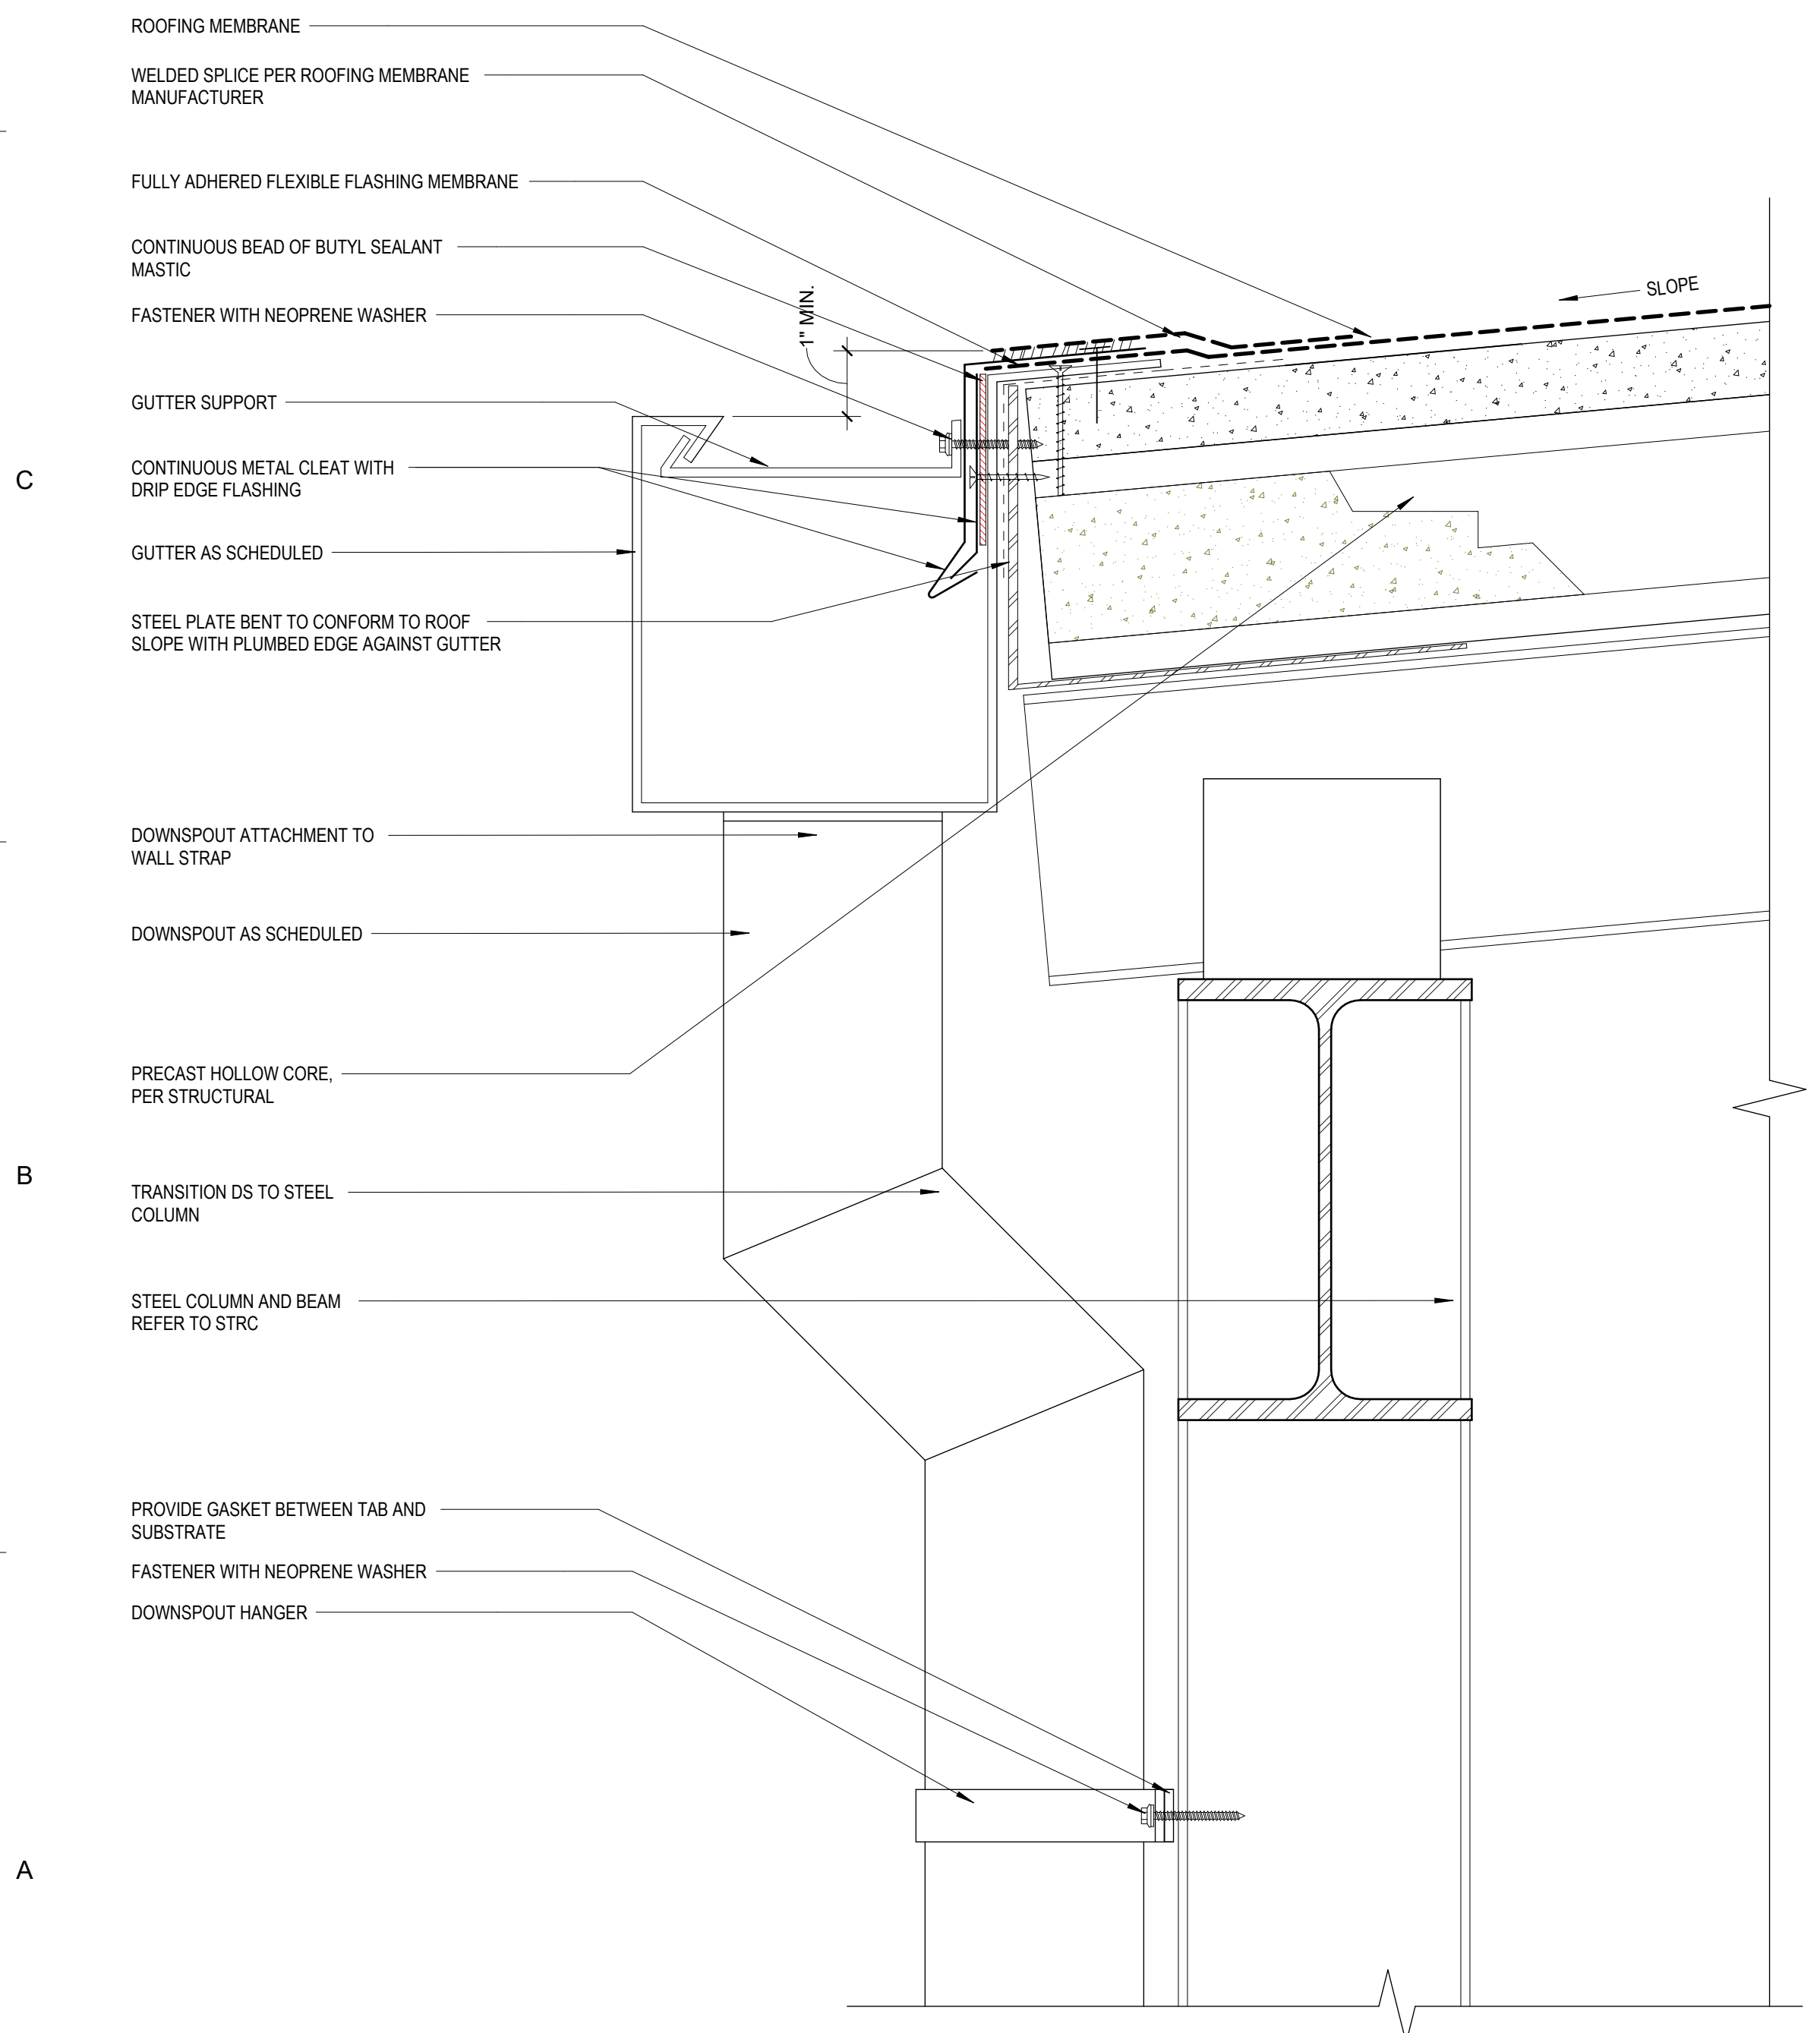 ROOFING MEMBRANE
WELDED SPLICE PER ROOFING MEMBRANE
MANUFACTURER
FULLY ADHERED FLEXIBLE FLASHING MEMBRANE
CONTINUOUS BEAD OF BUTYL SEALANT
MASTIC
SLOPE
1" MIN.
FASTENER WITH NEOPRENE WASHER
GUTTER SUPPORT
C
CONTINUOUS METAL CLEAT WITH
DRIP EDGE FLASHING
GUTTER AS SCHEDULED
STEEL PLATE BENT TO CONFORM TO ROOF
SLOPE WITH PLUMBED EDGE AGAINST GUTTER
DOWNSPOUT ATTACHMENT TO
WALL STRAP
DOWNSPOUT AS SCHEDULED
PRECAST HOLLOW CORE,
PER STRUCTURAL
B
TRANSITION DS TO STEEL
COLUMN
STEEL COLUMN AND BEAM
REFER TO STRC
PROVIDE GASKET BETWEEN TAB AND
SUBSTRATE
FASTENER WITH NEOPRENE WASHER
DOWNSPOUT HANGER
A